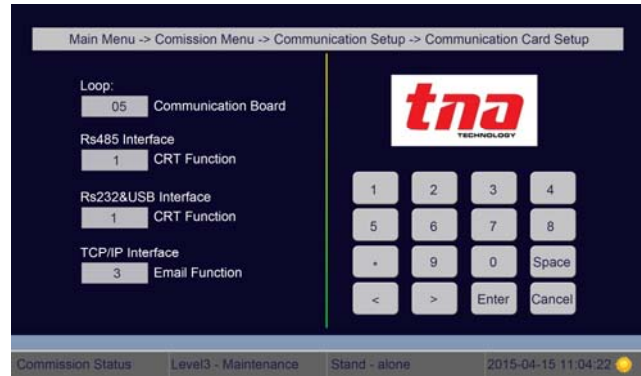 Main Menu -> Comission Menu -> Communication Setup -> Communication Card Setup
Loop:
05 Communication Board
Rs485 Interface
1 CRT Function
Rs232&USB Interface
1 CRT Function
TCP/IP Interface
3 Email Function
tna
TECHNOLOGY
1 2 3 4
5 6 7 8
* 9 0 Space
< > Enter Cancel
Commission Status Level3 - Maintenance Stand - alone 2015-04-15 11:04:22